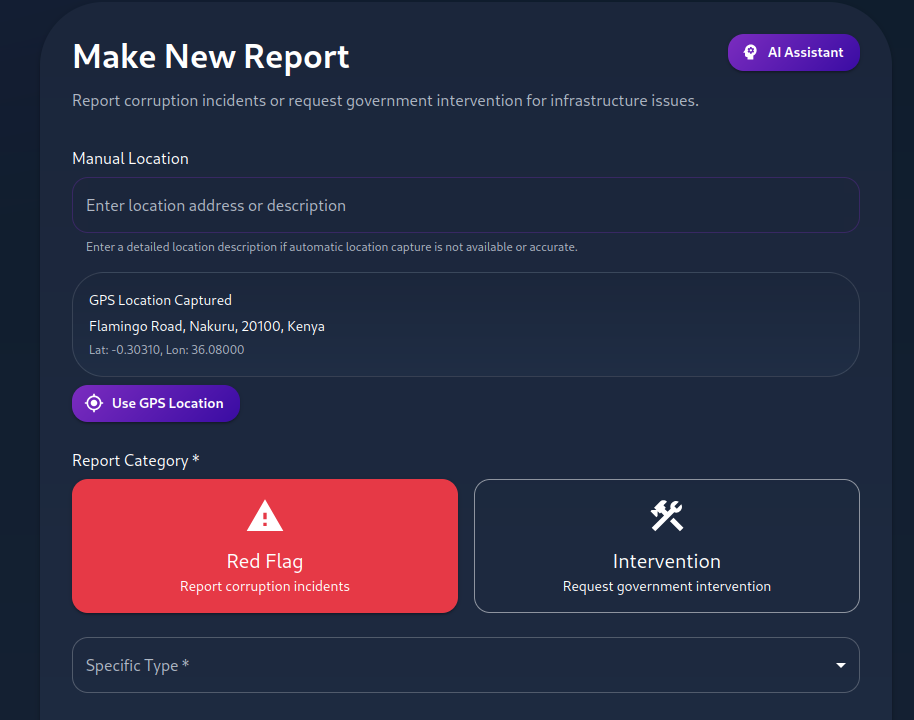 Make New Report
AI Assistant
Report corruption incidents or request government intervention for infrastructure issues.
Manual Location
Enter location address or description
Enter a detailed location description if automatic location capture is not available or accurate.
GPS Location Captured
Flamingo Road, Nakuru, 20100, Kenya
Lat: -0.30310, Lon: 36.08000
Use GPS Location
Report Category *
Red Flag
Report corruption incidents
Intervention
Request government intervention
Specific Type *